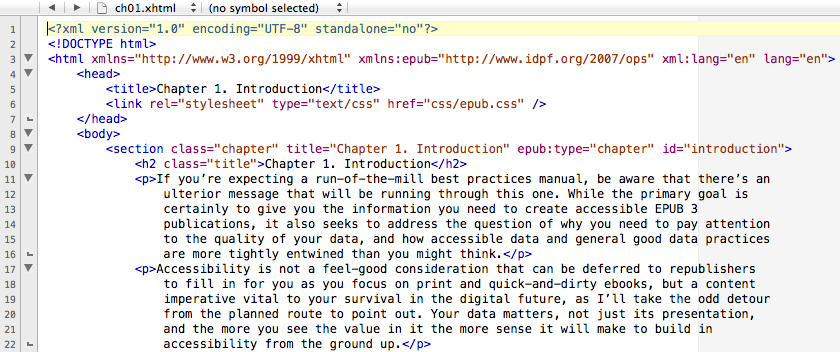 ch01.xhtml (no symbol selected)
1 <?xml version="1.0" encoding="UTF-8" standalone="no"?>
2 <!DOCTYPE html>
3 <html xmlns="http://www.w3.org/1999/xhtml" xmlns:epub="http://www.idpf.org/2007/ops" xml:lang="en" lang="en">
4 <head>
5 <title>Chapter 1. Introduction</title>
6 <link rel="stylesheet" type="text/css" href="css/epub.css" />
7 </head>
8 <body>
9 <section class="chapter" title="Chapter 1. Introduction" epub:type="chapter" id="introduction">
10 <h2 class="title">Chapter 1. Introduction</h2>
11 <p>If you’re expecting a run-of-the-mill best practices manual, be aware that there’s an
12 ulterior message that will be running through this one. While the primary goal is
13 certainly to give you the information you need to create accessible EPUB 3
14 publications, it also seeks to address the question of why you need to pay attention
15 to the quality of your data, and how accessible data and general good data practices
16 are more tightly entwined than you might think.</p>
17 <p>Accessibility is not a feel-good consideration that can be deferred to republishers
18 to fill in for you as you focus on print and quick-and-dirty ebooks, but a content
19 imperative vital to your survival in the digital future, as I’ll take the odd detour
20 from the planned route to point out. Your data matters, not just its presentation,
21 and the more you see the value in it the more sense it will make to build in
22 accessibility from the ground up.</p>